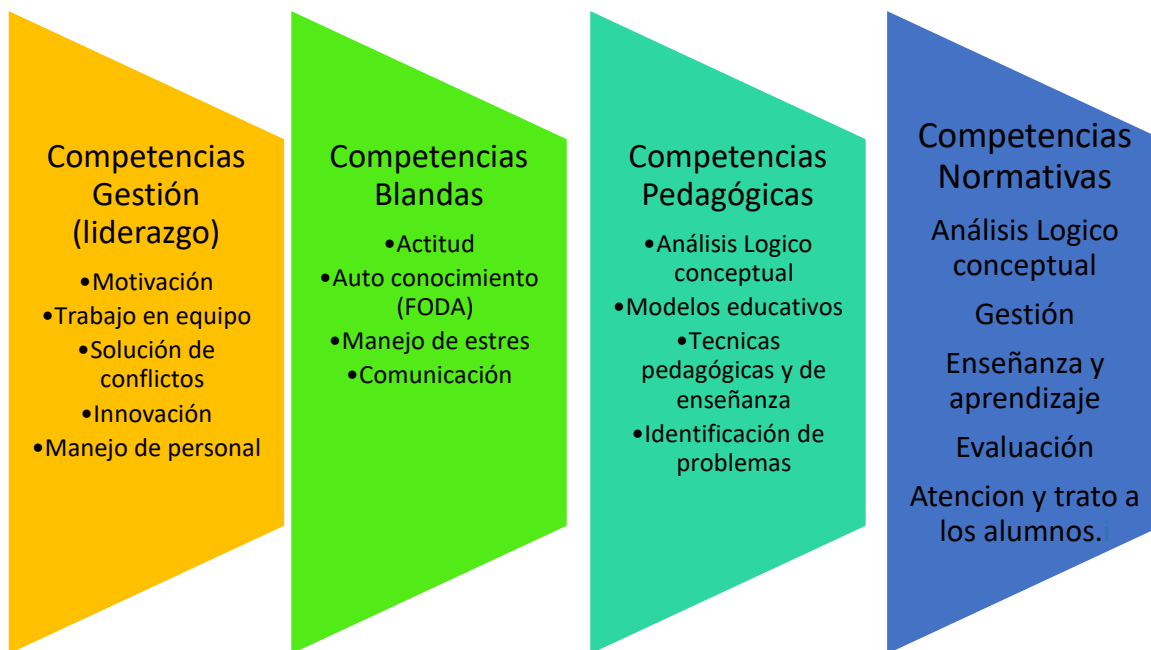 Competencias
Gestión
(liderazgo)
•Motivación
•Trabajo en equipo
•Solución de
conflictos
•Innovación
•Manejo de personal
Competencias
Blandas
•Actitud
•Auto conocimiento
(FODA)
•Manejo de estres
•Comunicación
Competencias
Pedagógicas
•Análisis Logico
conceptual
•Modelos educativos
•Tecnicas
pedagógicas y de
enseñanza
•Identificación de
problemas
Competencias
Normativas
Análisis Logico
conceptual
Gestión
Enseñanza y
aprendizaje
Evaluación
Atencion y trato a
los alumnos.i